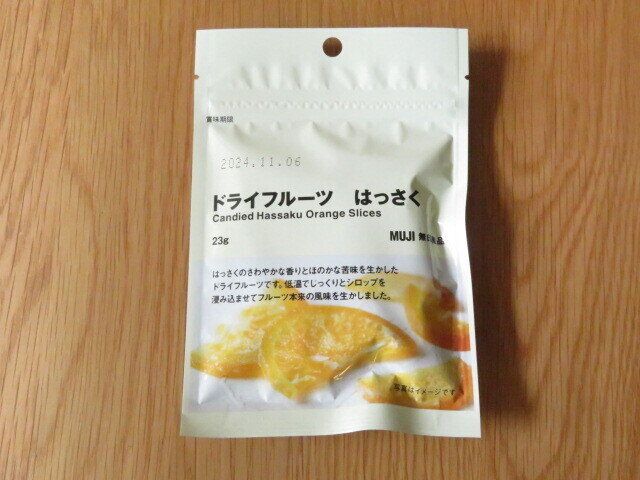 賞味期限
2024.11.06
ドライフルーツ はっさく
Candied Hassaku Orange Slices
23g
MUJI 無印良品
はっさくのさわやかな香りとほのかな苦味を生かした
ドライフルーツです。低温でじっくりとシロップを
浸み込ませてフルーツ本来の風味を生かしました。
写真はイメージです